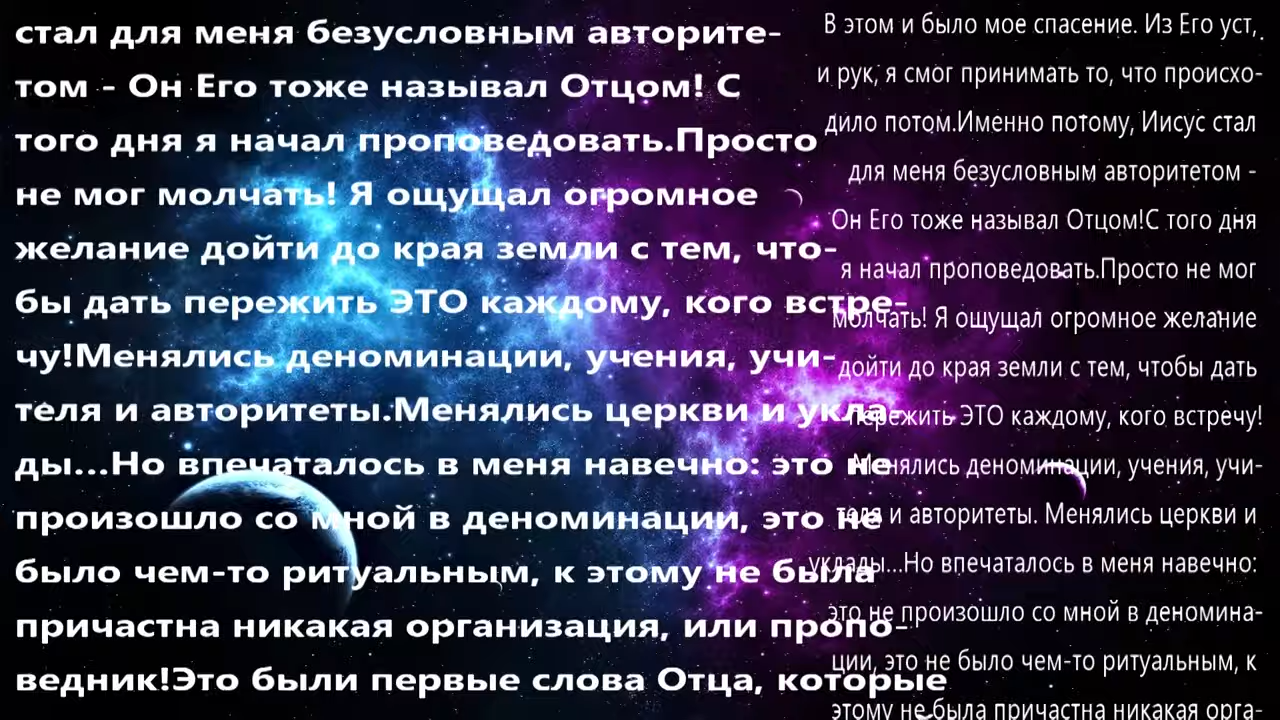 стал для меня безусловным авторите-
том - Он Его тоже называл Отцом! С
того дня я начал проповедовать.Просто
не мог молчать! Я ощущал огромное
желание дойти до края земли с тем, что-
бы дать пережить ЭТО каждому, кого встре-
чу!Менялись деноминации, учения, учи-
теля и авторитеты.Менялись церкви и укла-
ды...Но впечаталось в меня навечно: это не
произошло со мной в деноминации, это не
было чем-то ритуальным, к этому не была
причастна никакая организация, или пропо-
ведник!Это были первые слова Отца, которые
В этом и было мое спасение. Из Его уст,
и рук, я смог принимать то, что происхо-
дило потом.Именно потому, Иисус стал
для меня безусловным авторитетом -
Он Его тоже называл Отцом!С того дня
я начал проповедовать.Просто не мог
молчать! Я ощущал огромное желание
дойти до края земли с тем, чтобы дать
пережить ЭТО каждому, кого встречу!
Менялись деноминации, учения, учи-
теля и авторитеты. Менялись церкви и
уклады...Но впечаталось в меня навечно:
это не произошло со мной в деномина-
ции, это не было чем-то ритуальным, к
этому не была причастна никакая орга-